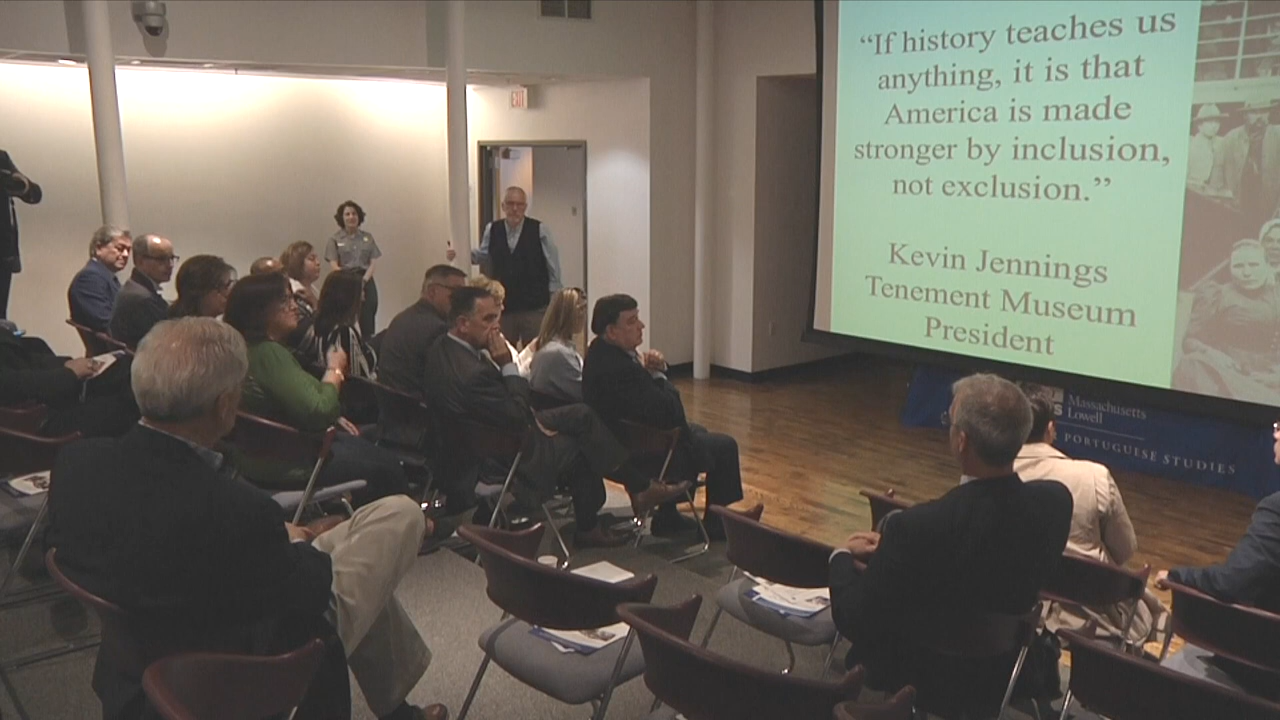 EXIT
“If history teaches us
anything, it is that
America is made
stronger by inclusion,
not exclusion.”
Kevin Jennings
Tenement Museum
President
Massachusetts
Lowell
PORTUGUESE STUDIES